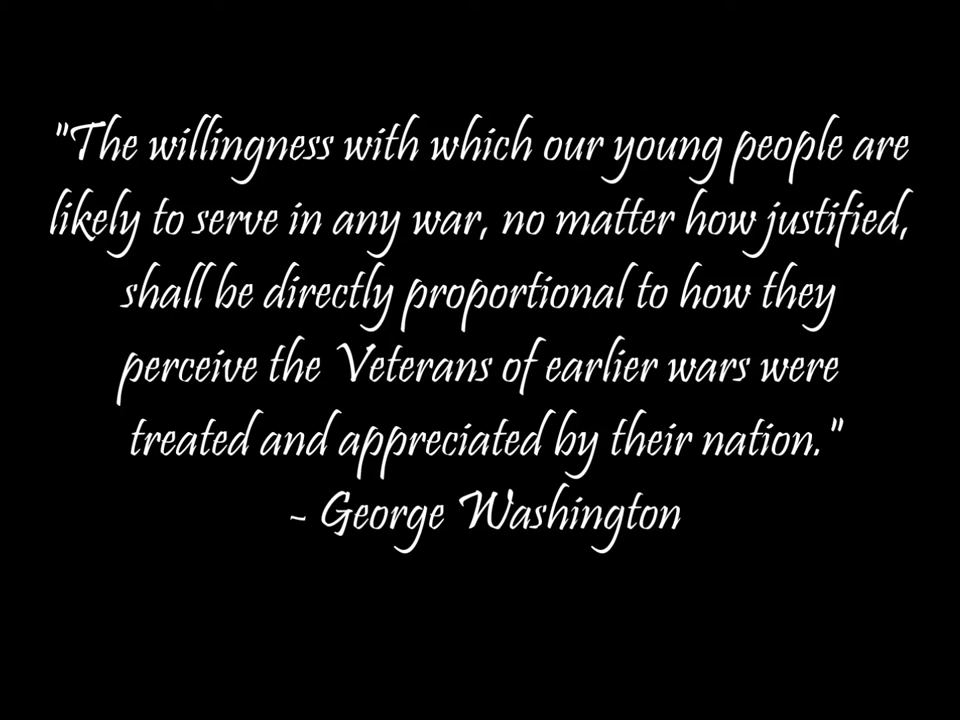 "The willingness with which our young people are
likely to serve in any war, no matter how justified,
shall be directly proportional to how they
perceive the Veterans of earlier wars were
treated and appreciated by their nation."
- George Washington